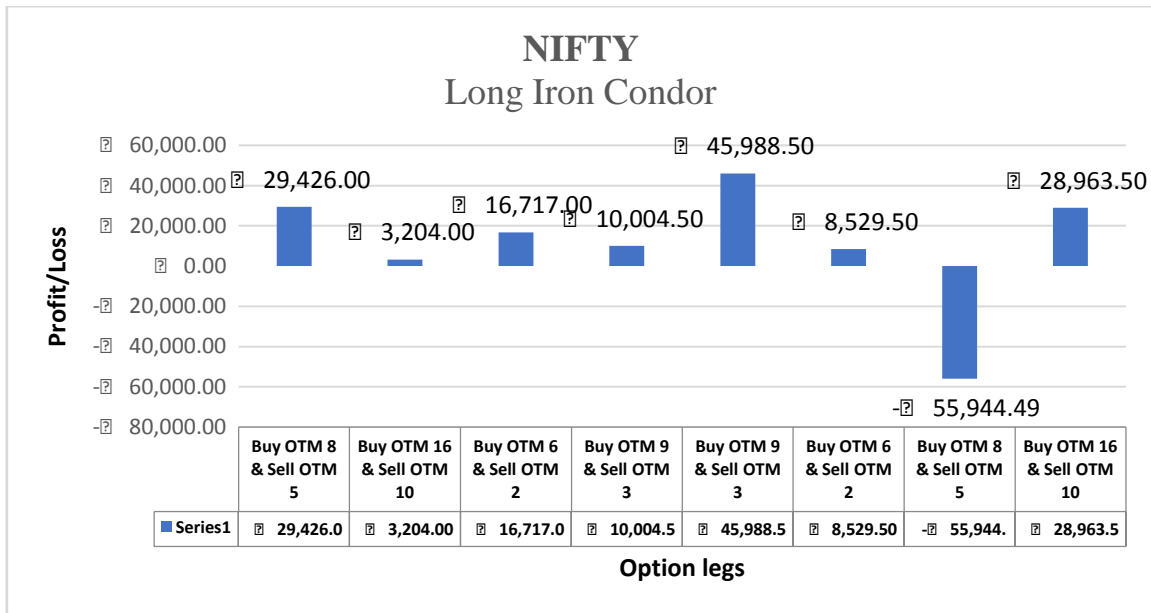 NIFTY
Long Iron Condor
Profit/Loss
⍰ 60,000.00
⍰ 40,000.00
⍰ 20,000.00
⍰ 0.00
-⍰ 20,000.00
-⍰ 40,000.00
-⍰ 60,000.00
-⍰ 80,000.00
⍰ 29,426.00
⍰ 3,204.00
⍰ 16,717.00
⍰ 10,004.50
⍰ 45,988.50
⍰ 8,529.50
-⍰ 55,944.49
⍰ 28,963.50
Buy OTM 8
& Sell OTM
5
Buy OTM 16
& Sell OTM
10
Buy OTM 6
& Sell OTM
2
Buy OTM 9
& Sell OTM
3
Buy OTM 9
& Sell OTM
3
Buy OTM 6
& Sell OTM
2
Buy OTM 8
& Sell OTM
5
Buy OTM 16
& Sell OTM
10
Series1 ⍰ 29,426.0 ⍰ 3,204.00 ⍰ 16,717.0 ⍰ 10,004.5 ⍰ 45,988.5 ⍰ 8,529.50 -⍰ 55,944. ⍰ 28,963.5
Option legs